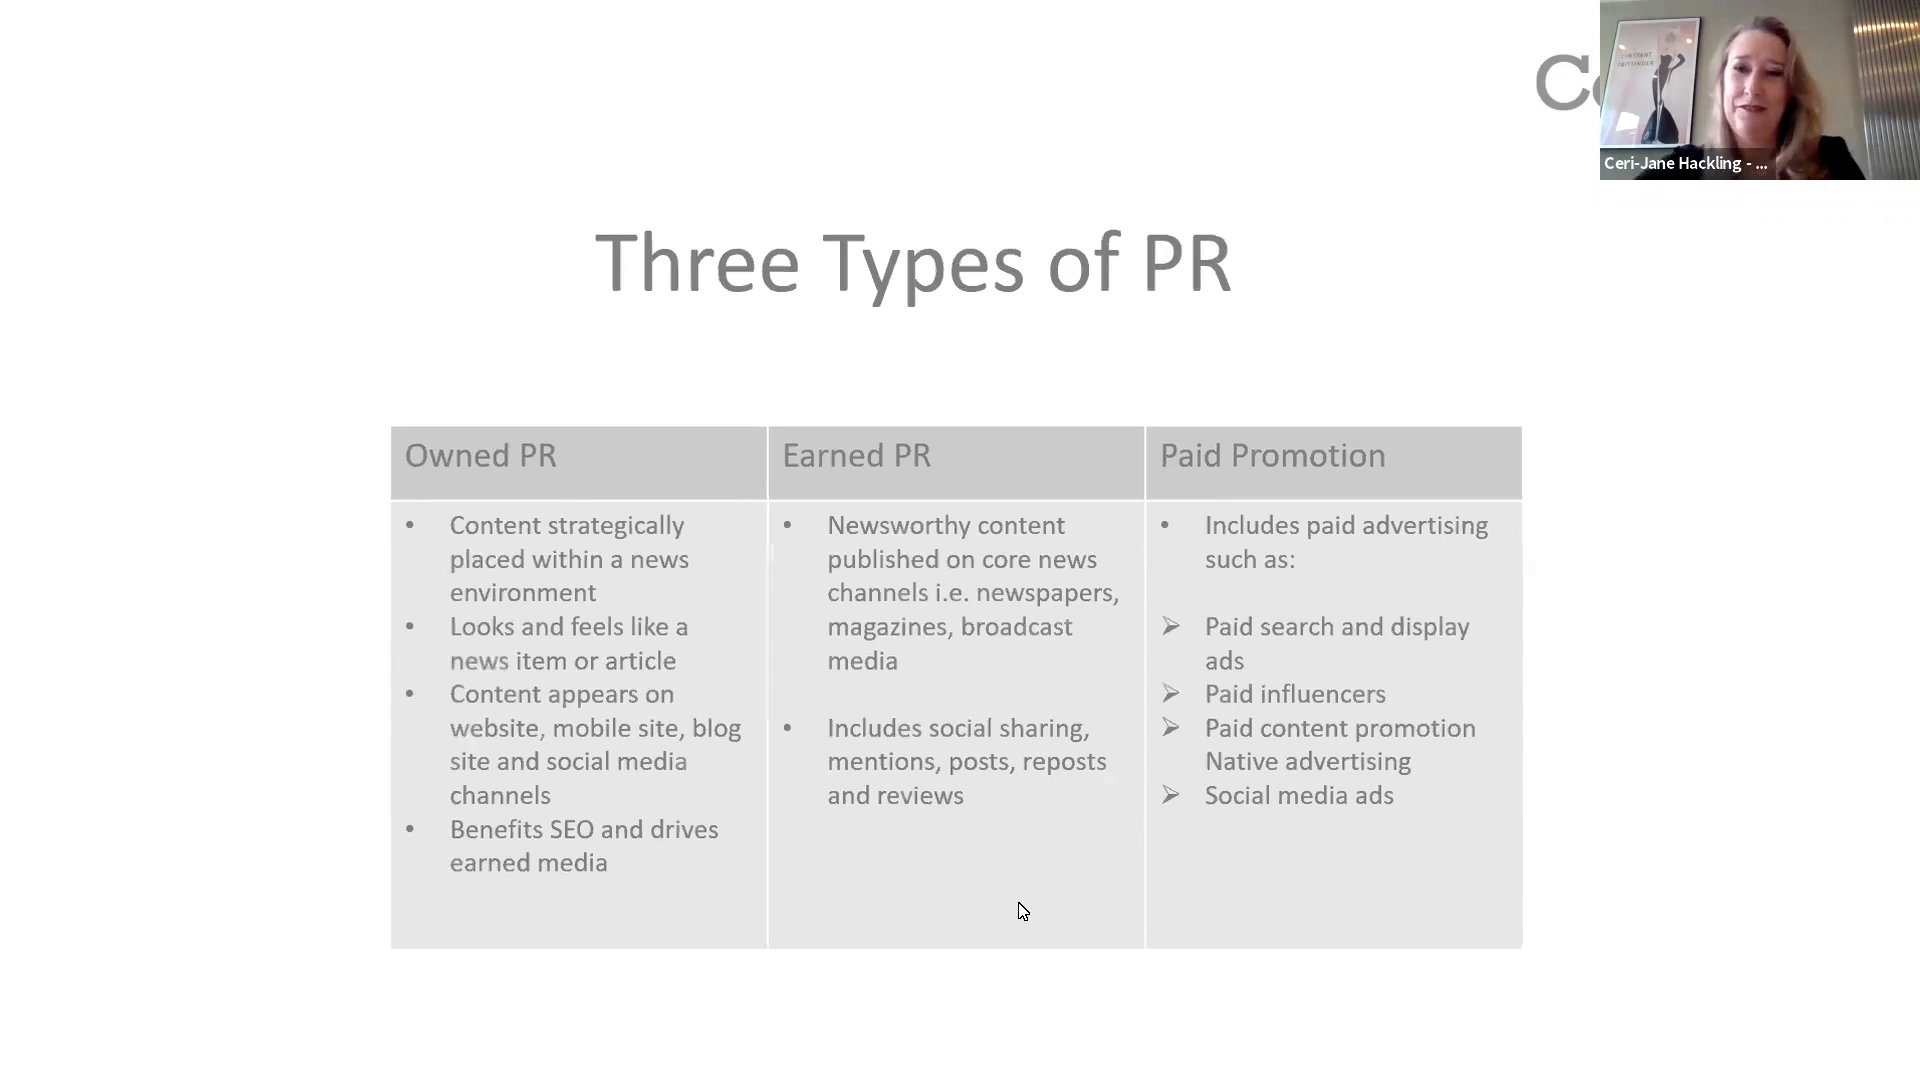 Ceri-Jane Hackling - ...
Three Types of PR
Owned PR
Content strategically
placed within a news
environment
Looks and feels like a
news item or article
Content appears on
website, mobile site, blog
site and social media
channels
Benefits SEO and drives
earned media
Earned PR
Newsworthy content
published on core news
channels i.e. newspapers,
magazines, broadcast
media
Includes social sharing,
mentions, posts, reposts
and reviews
Paid Promotion
Includes paid advertising
such as:
Paid search and display
ads
Paid influencers
Paid content promotion
Native advertising
Social media ads